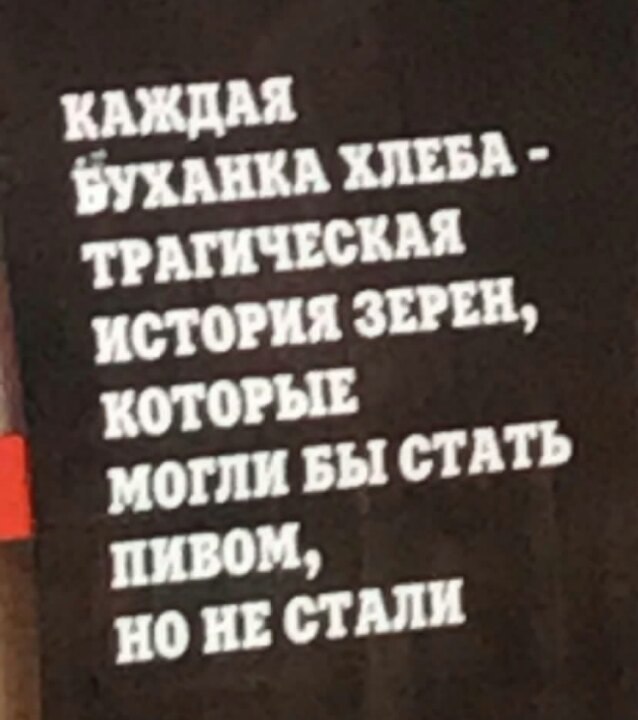 КАЖДАЯ
БУХАНКА ХЛЕБА -
ТРАГИЧЕСКАЯ
ИСТОРИЯ ЗЕРЕН,
КОТОРЫЕ
МОГЛИ БЫ СТАТЬ
ПИВОМ,
НО НЕ СТАЛИ